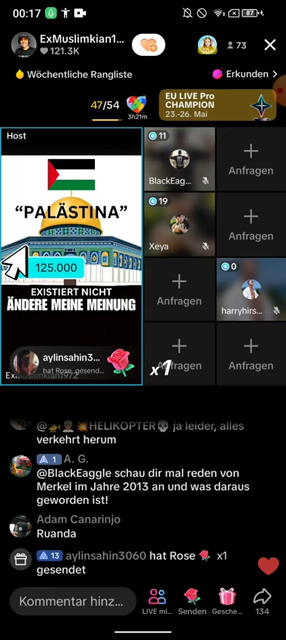 00:17
87
ExMuslimkian1...
121.3K
73
Wöchentliche Rangliste
Erkunden >
47/54
3h21m
EU LIVE Pro
CHAMPION
23.-26. Mai
Host
"PALÄSTINA"
125.000
EXISTIERT NICHT
ÄNDERE MEINE MEINUNG
aylinsahin3...
hat Rose gesend...
x1
11
BlackEagg...
Anfragen
19
Xeya
Anfragen
Anfragen
0
harryhirs...
Anfragen
Anfragen
@ HELIKOPTER ja leider, alles
verkehrt herum
1 A. G.
@BlackEaggle schau dir mal reden von
Merkel im Jahre 2013 an und was daraus
geworden ist!
Adam Canarinjo
Ruanda
13 aylinsahin3060 hat Rose x1
gesendet
Kommentar hinz...
LIVE mi...
Senden
Gesche...
134